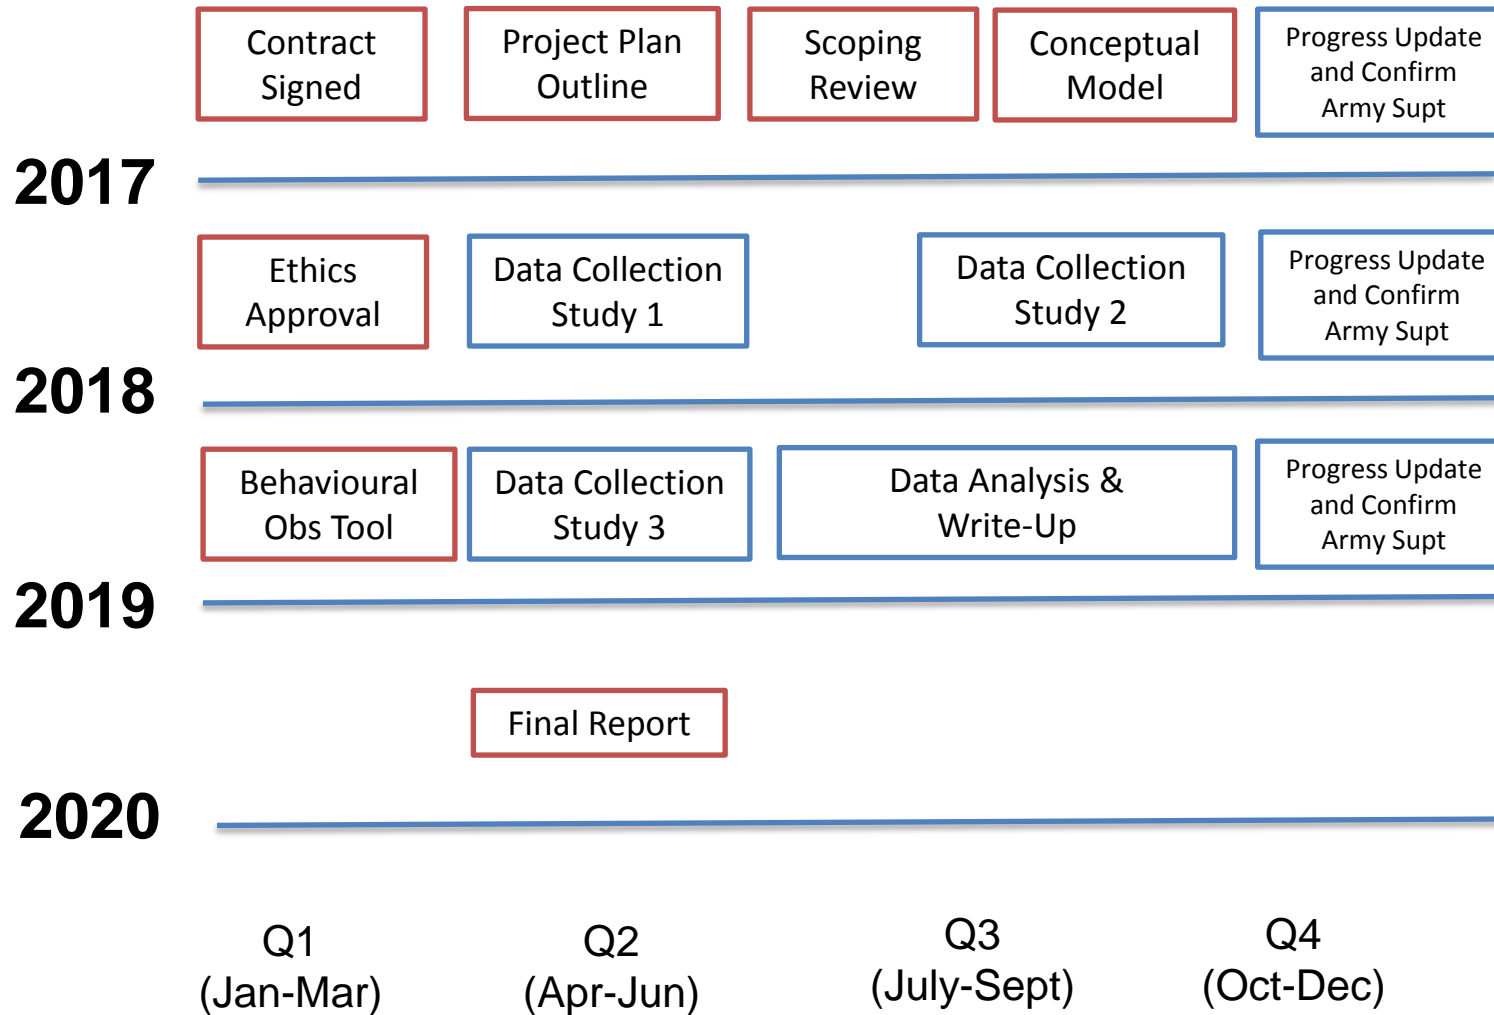 Contract
Signed
Project Plan
Outline
Scoping
Review
Conceptual
Model
Progress Update
and Confirm
Army Supt
2017
Ethics
Approval
Data Collection
Study 1
Data Collection
Study 2
Progress Update
and Confirm
Army Supt
2018
Behavioural
Obs Tool
Data Collection
Study 3
Data Analysis &
Write-Up
Progress Update
and Confirm
Army Supt
2019
Final Report
2020
Q1
(Jan-Mar)
Q2
(Apr-Jun)
Q3
(July-Sept)
Q4
(Oct-Dec)